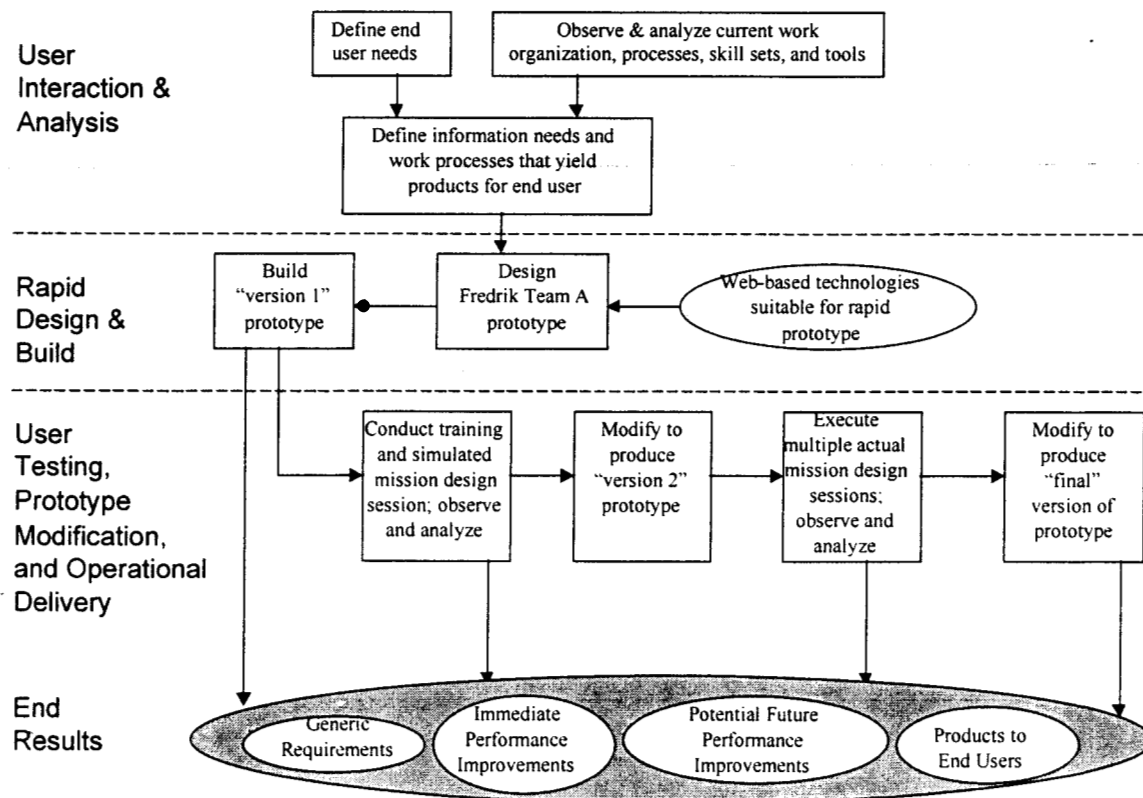 User
Interaction &
Analysis
Define end
user needs
Observe & analyze current work
organization, processes, skill sets, and tools
Define information needs and
work processes that yield
products for end user
Rapid
Design &
Build
Build
“version 1”
prototype
Design
Fredrik Team A
prototype
Web-based technologies
suitable for rapid
prototype
User
Testing,
Prototype
Modification,
and Operational
Delivery
Conduct training
and simulated
mission design
session; observe
and analyze
Modify to
produce
“version 2”
prototype
Execute
multiple actual
mission design
sessions;
observe and
analyze
Modify to
produce
“final”
version of
prototype
End
Results
Generic
Requirements
Immediate
Performance
Improvements
Potential Future
Performance
Improvements
Products to
End Users